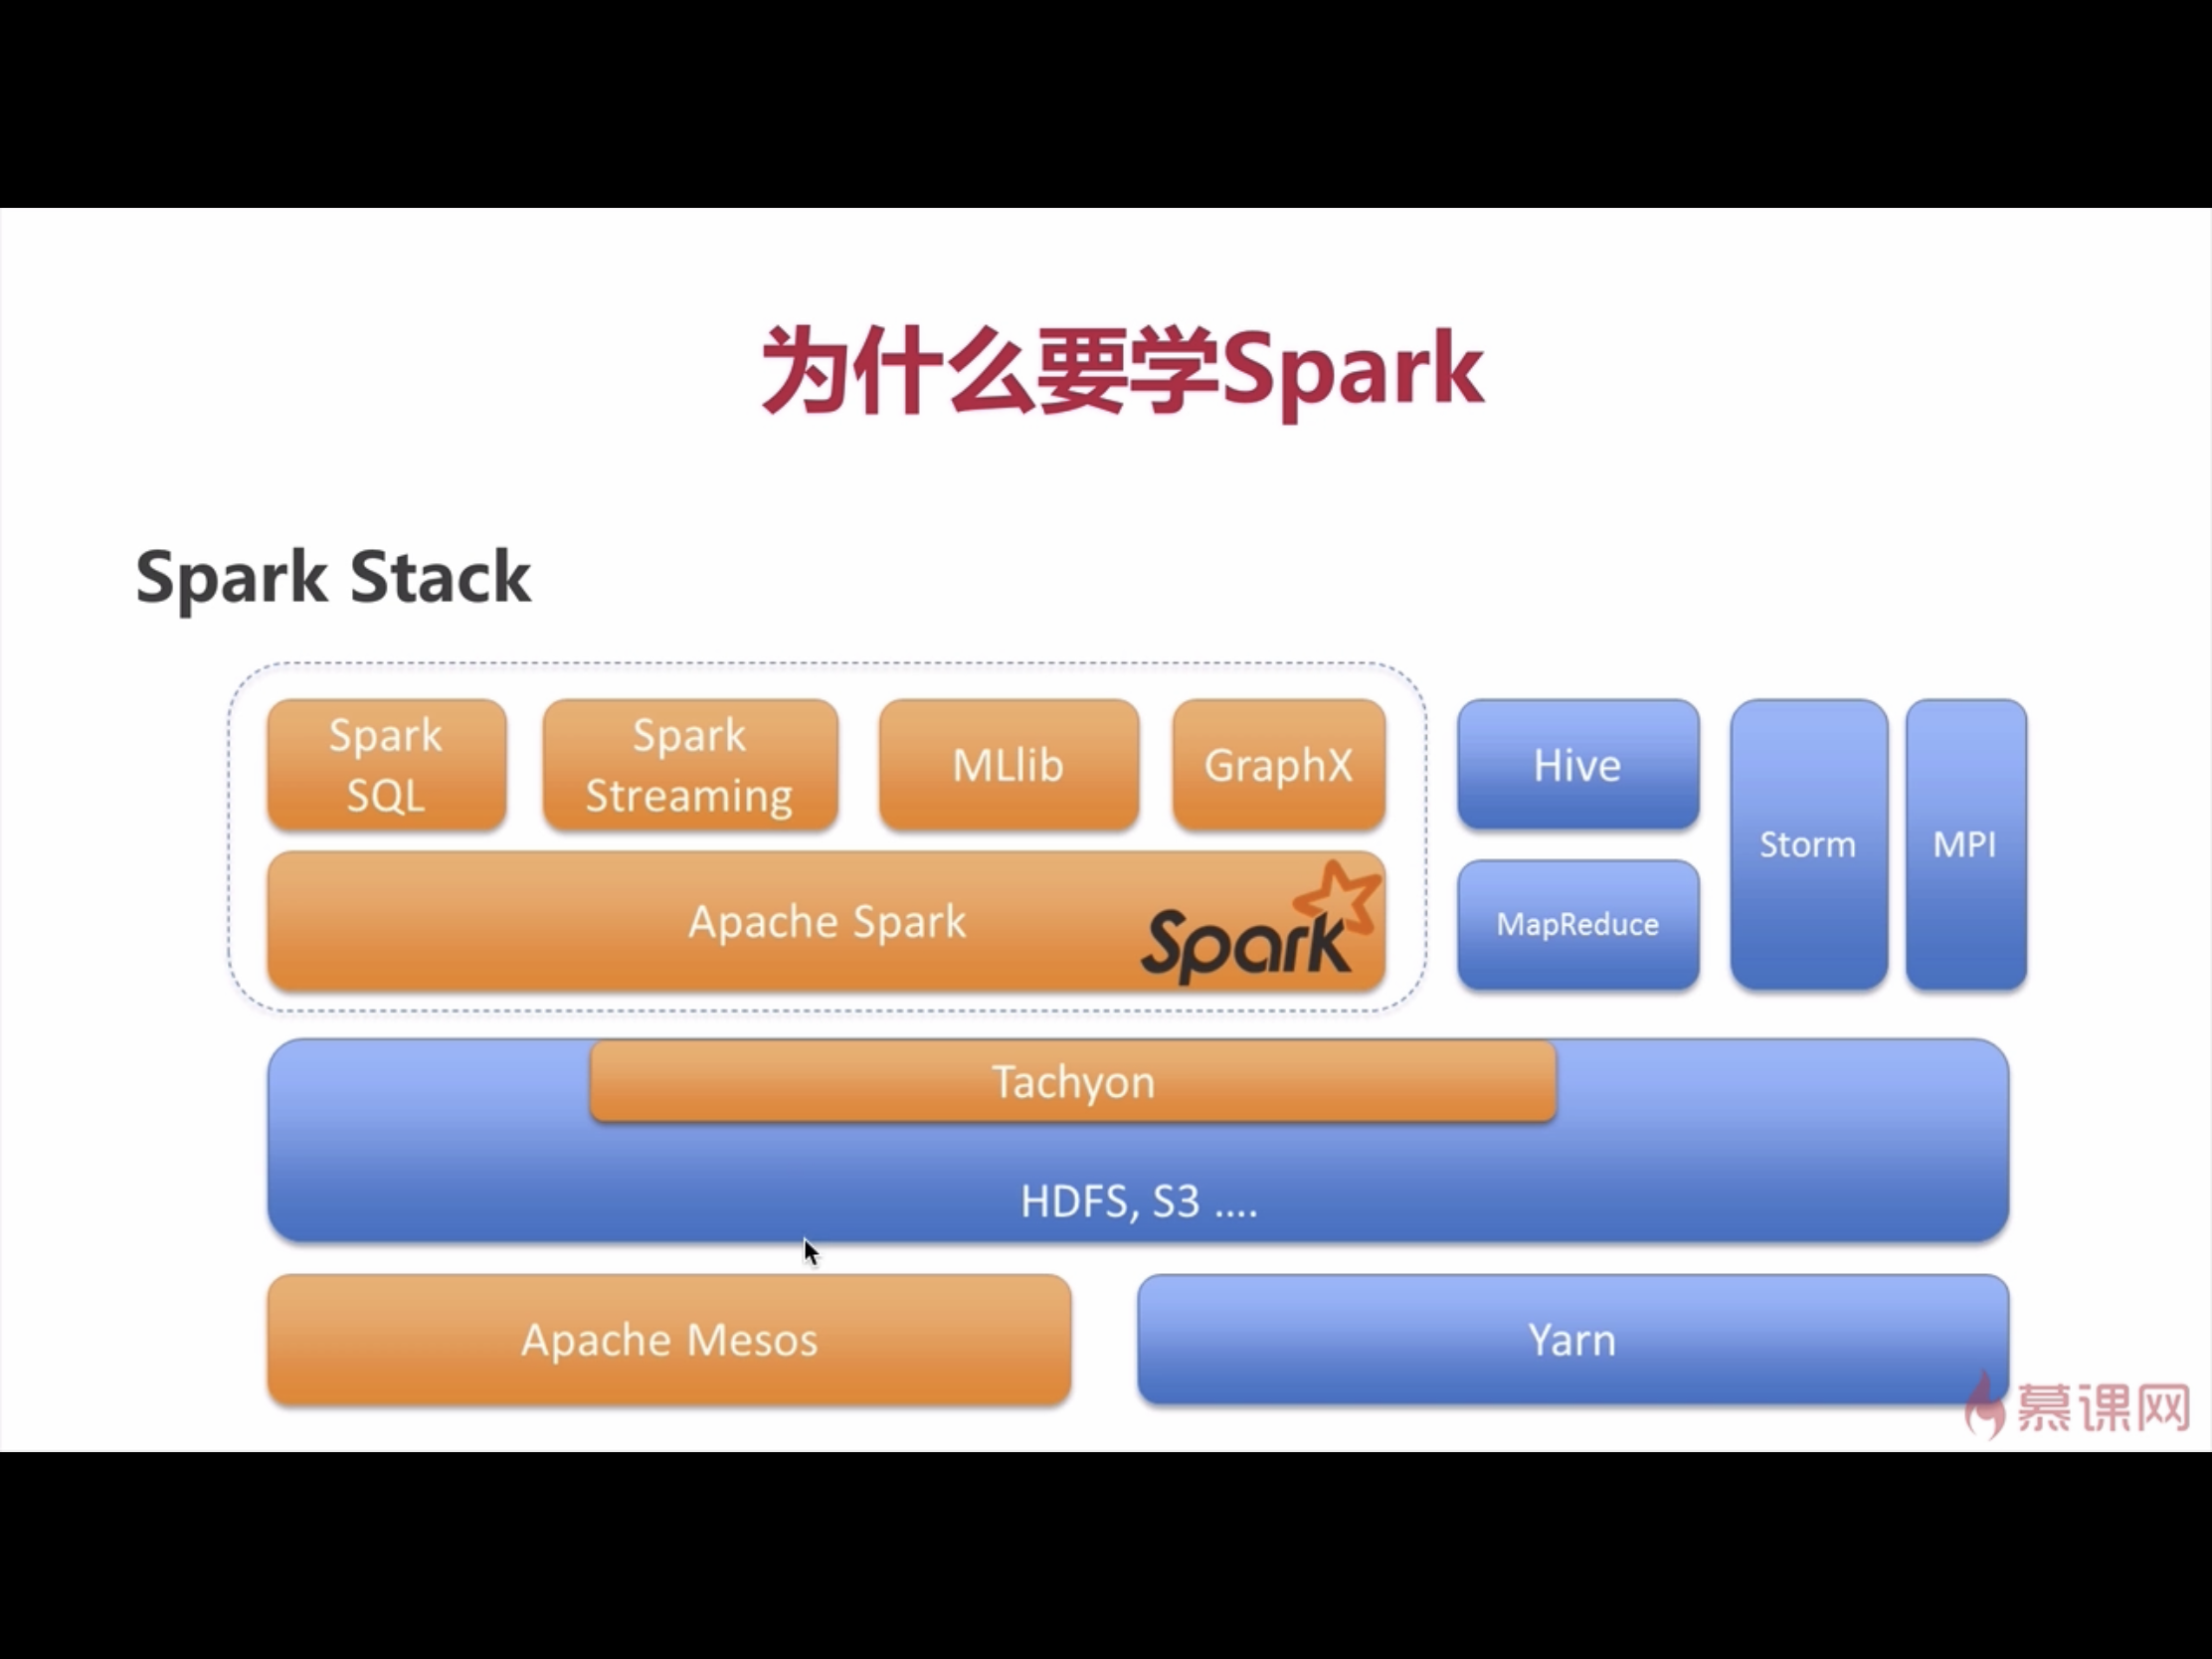 为什么要学Spark
Spark Stack
Spark
SQL
Spark
Streaming
MLlib
GraphX
Hive
Storm
MPI
Apache Spark
Spark
MapReduce
Tachyon
HDFS, S3 ....
Apache Mesos
Yarn
慕课网